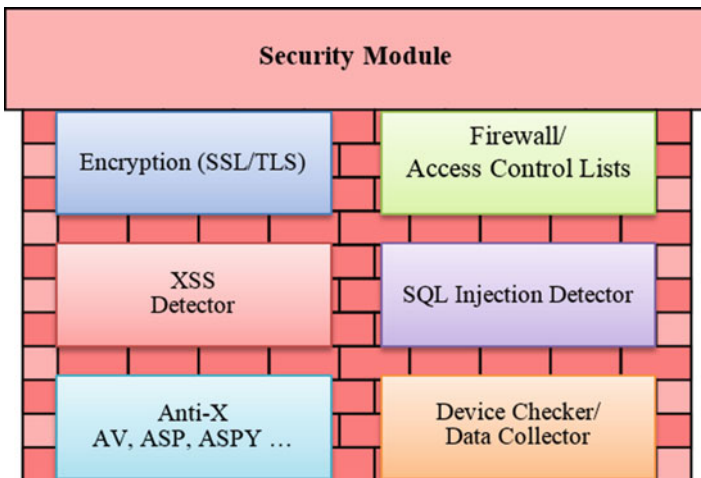 Security Module
Encryption (SSL/TLS)
Firewall/
Access Control Lists
XSS
Detector
SQL Injection Detector
Anti-X
AV, ASP, ASPY ...
Device Checker/
Data Collector